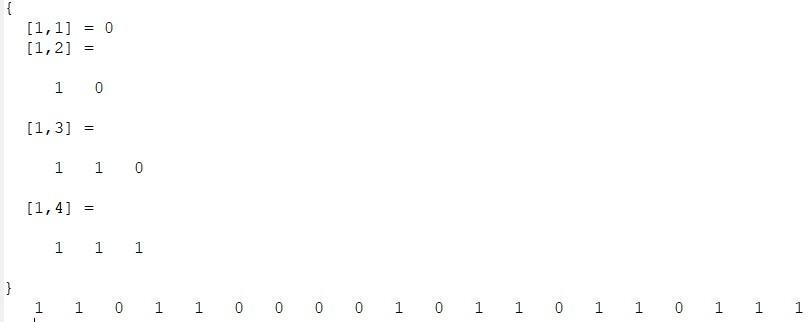 {
[1,1] = 0
[1,2] =
1 0
[1,3] =
1 1 0
[1,4] =
1 1 1
}
1 1 0 1 1 0 0 0 0 1 0 1 1 0 1 1 0 1 1 1